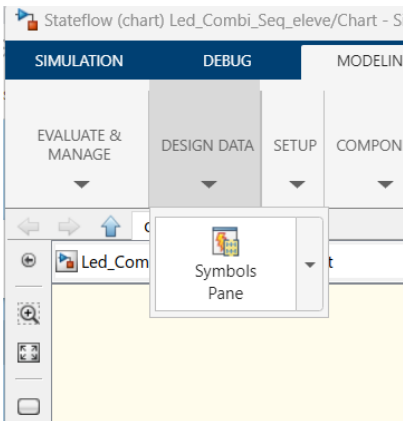 Stateflow (chart) Led_Combi_Seq_eleve/Chart - S
SIMULATION DEBUG MODELIN
EVALUATE &
MANAGE
DESIGN DATA
SETUP
COMPON
Led_Com
t
Symbols
Pane